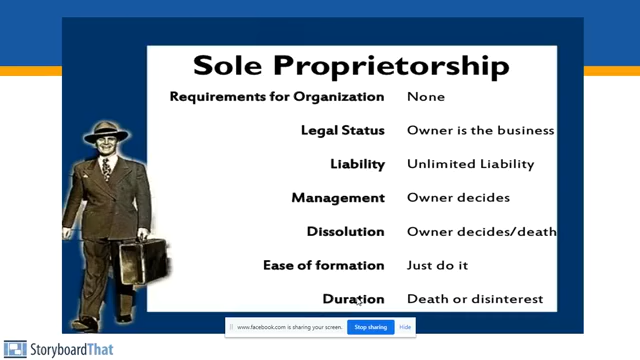 Sole Proprietorship
Requirements for Organization None
Legal Status Owner is the business
Liability Unlimited Liability
Management Owner decides
Dissolution Owner decides/death
Ease of formation Just do it
Duration Death or disinterest
www.facebook.com is sharing your screen. Stop sharing Hide
StoryboardThat